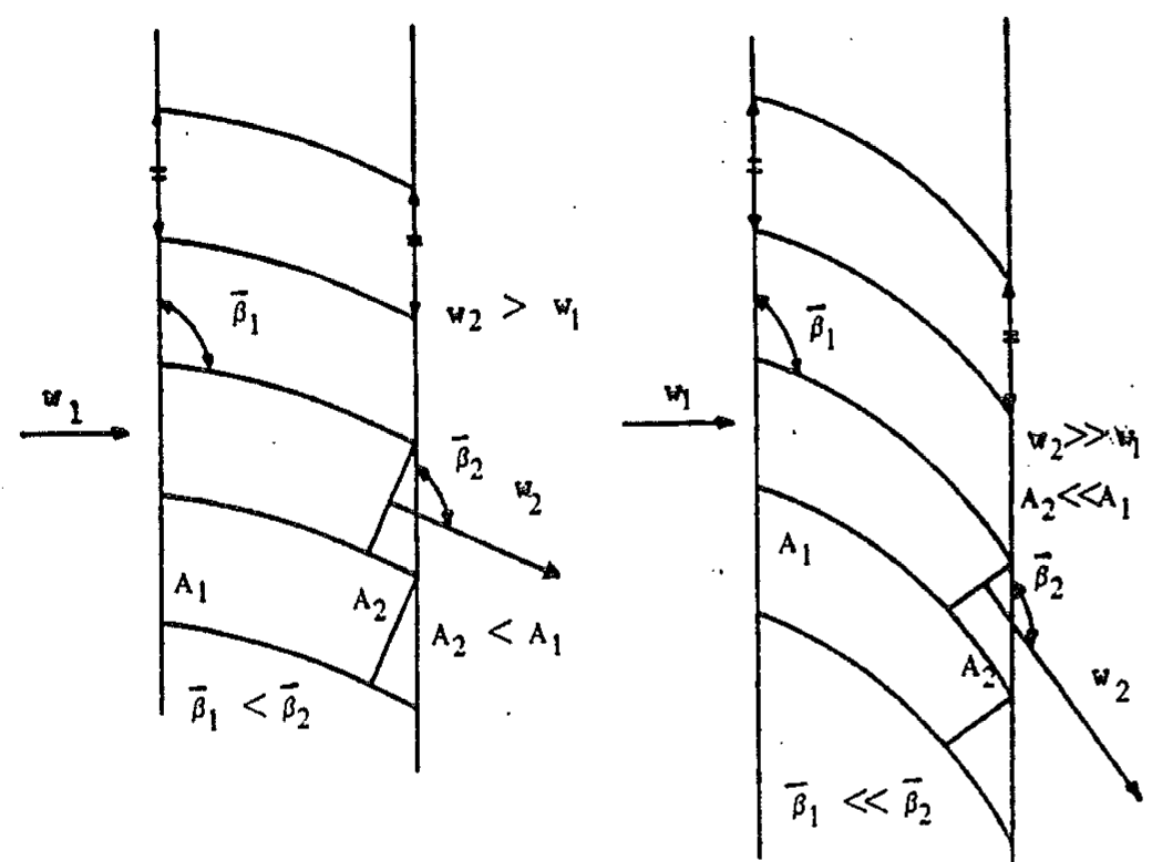 β̄₁
w₂ > w₁
w₁
β̄₂
w₂
A₁
A₂
A₂ < A₁
β̄₁ < β̄₂
β̄₁
w₁
w₂ >> w₁
A₂ << A₁
A₁
β̄₂
A₂
w₂
β̄₁ << β̄₂